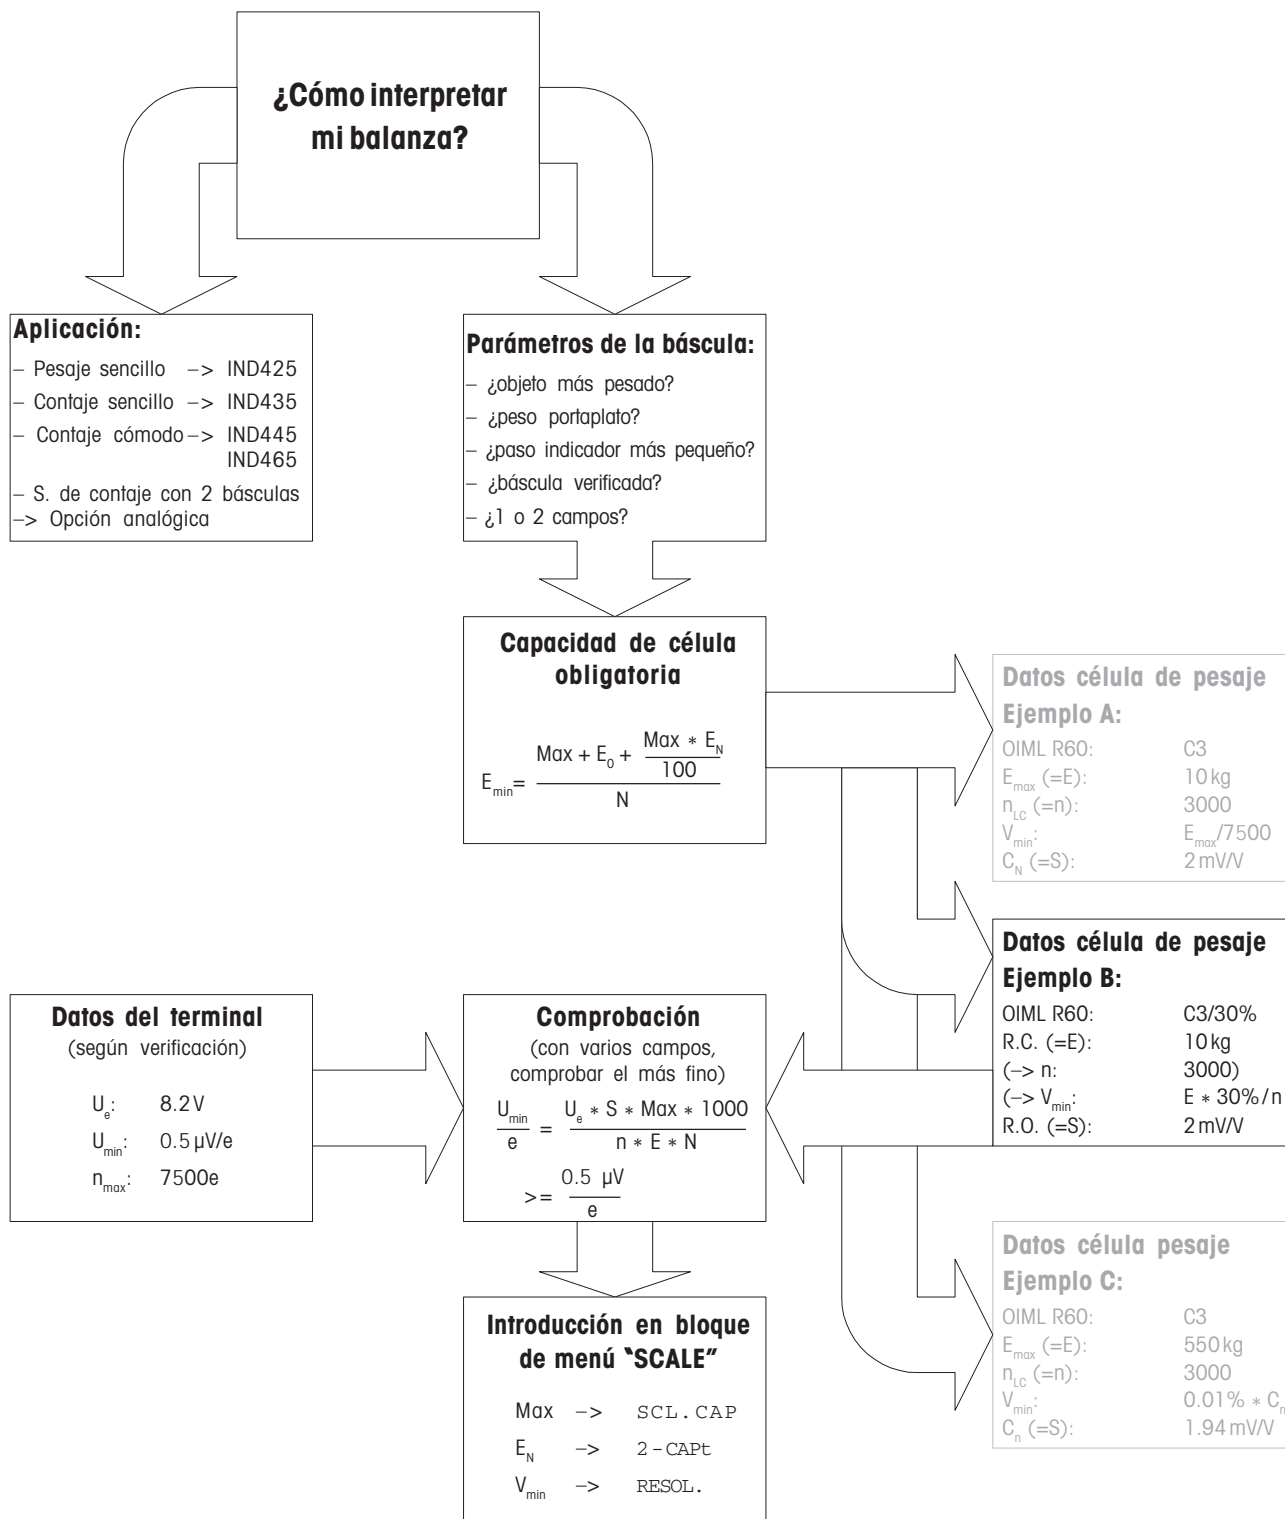 ¿Cómo interpretar
mi balanza?
Aplicación:
– Pesaje sencillo –> IND425
– Contaje sencillo –> IND435
– Contaje cómodo –> IND445
IND465
– S. de contaje con 2 básculas
–> Opción analógica
Parámetros de la báscula:
– ¿objeto más pesado?
– ¿peso portaplato?
– ¿paso indicador más pequeño?
– ¿báscula verificada?
– ¿1 o 2 campos?
Capacidad de célula
obligatoria
Max + E₀ + Max * E_N
100
E_min=
N
Datos célula de pesaje
Ejemplo A:
OIML R60: C3
E_max (=E): 10 kg
n_LC (=n): 3000
V_min: E_max/7500
C_N (=S): 2 mV/V
Datos célula de pesaje
Ejemplo B:
OIML R60: C3/30%
R.C. (=E): 10 kg
(–> n: 3000)
(–> V_min: E * 30%/n
R.O. (=S): 2 mV/V
Datos del terminal
(según verificación)
U_e: 8.2 V
U_min: 0.5 µV/e
n_max: 7500e
Comprobación
(con varios campos,
comprobar el más fino)
U_min = U_e * S * Max * 1000
e n * E * N
>= 0.5 µV
e
Datos célula pesaje
Ejemplo C:
OIML R60: C3
E_max (=E): 550 kg
n_LC (=n): 3000
V_min: 0.01% * C_n
C_n (=S): 1.94 mV/V
Introducción en bloque
de menú “SCALE”
Max –> SCL.CAP
E_N –> 2-CAPt
V_min –> RESOL.